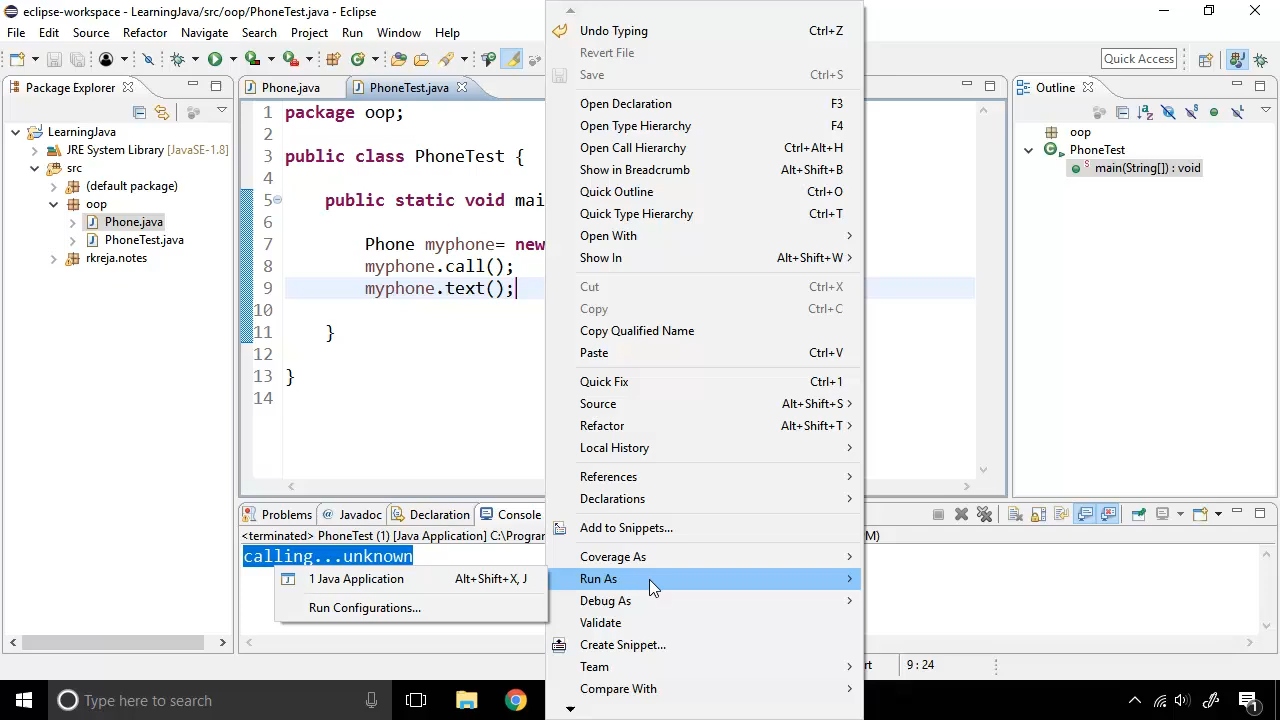 eclipse-workspace - LearningJava/src/oop/PhoneTest.java - Eclipse
File Edit Source Refactor Navigate Search Project Run Window Help
Quick Access
Package Explorer
LearningJava
JRE System Library [JavaSE-1.8]
src
(default package)
oop
Phone.java
PhoneTest.java
rkreja.notes
Phone.java PhoneTest.java
1 package oop;
2
3 public class PhoneTest {
4
5 public static void mai
6
7 Phone myphone= new
8 myphone.call();
9 myphone.text();
10
11 }
12
13 }
14
Problems Javadoc Declaration Console
<terminated> PhoneTest (1) [Java Application] C:\Progran
M)
calling...unknown
1 Java Application Alt+Shift+X, J
Run Configurations...
Undo Typing Ctrl+Z
Revert File
Save Ctrl+S
Open Declaration F3
Open Type Hierarchy F4
Open Call Hierarchy Ctrl+Alt+H
Show in Breadcrumb Alt+Shift+B
Quick Outline Ctrl+O
Quick Type Hierarchy Ctrl+T
Open With
Show In Alt+Shift+W
Cut Ctrl+X
Copy Ctrl+C
Copy Qualified Name
Paste Ctrl+V
Quick Fix Ctrl+1
Source Alt+Shift+S
Refactor Alt+Shift+T
Local History
References
Declarations
Add to Snippets...
Coverage As
Run As
Debug As
Validate
Create Snippet...
Team
Compare With
Outline
oop
PhoneTest
main(String[]) : void
rt 9 : 24
Type here to search
1